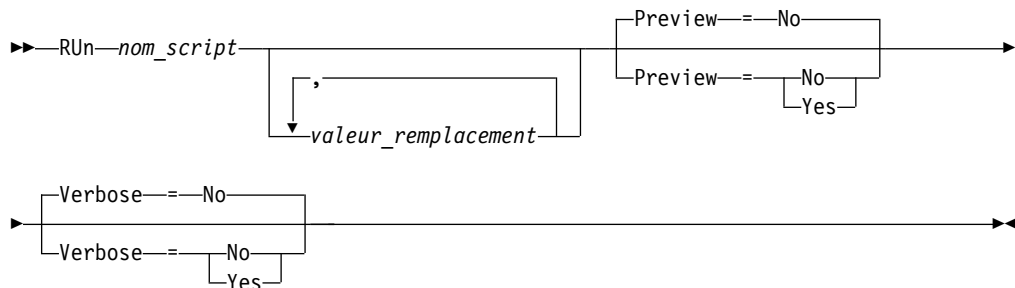 Preview = No
RUn nom_script
Preview = No
,
Yes
valeur_remplacement
Verbose = No
Verbose = No
Yes